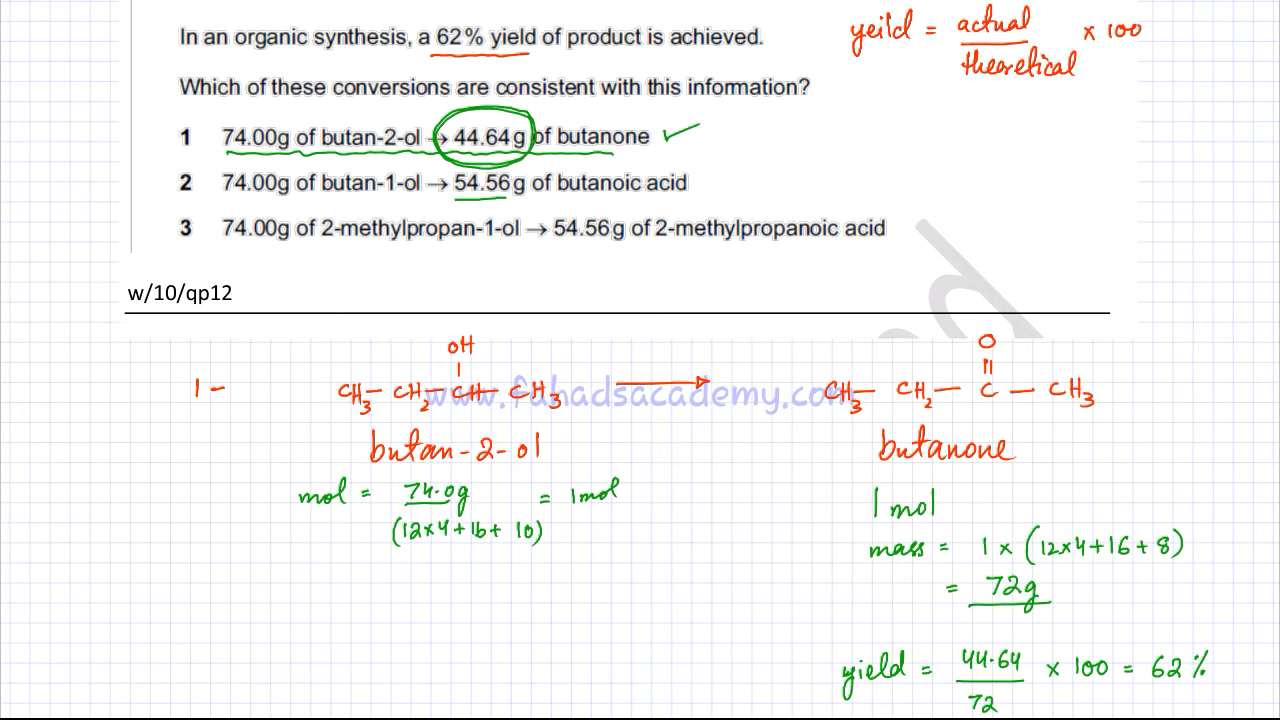 In an organic synthesis, a 62% yield of product is achieved.
yeild = actual / theoretical × 100
Which of these conversions are consistent with this information?
1 74.00g of butan-2-ol → 44.64g of butanone ✓
2 74.00g of butan-1-ol → 54.56g of butanoic acid
3 74.00g of 2-methylpropan-1-ol → 54.56g of 2-methylpropanoic acid
w/10/qp12
OH
O
1 - CH3 - CH2 - CH - CH3 → CH3 - CH2 - C - CH3
www.fahadsacademy.com
butan-2-ol
butanone
mol = 74.0g / (12×4+16+10) = 1mol
1 mol
mass = 1 × (12×4+16+8)
= 72g
yield = 44.64 / 72 × 100 = 62%